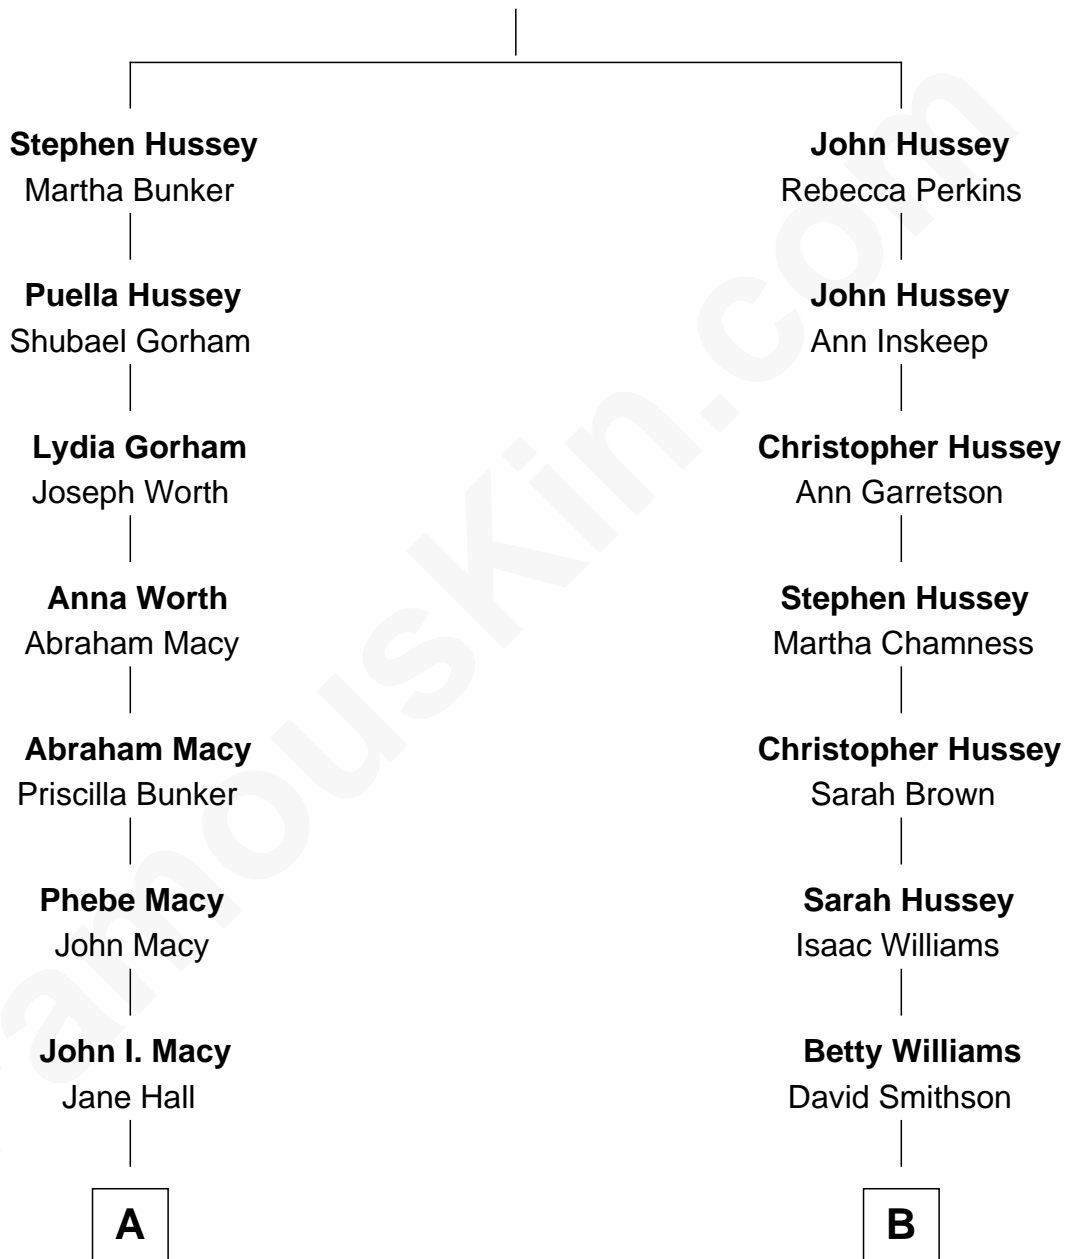 Stephen Hussey
Martha Bunker
Puella Hussey
Shubael Gorham
Lydia Gorham
Joseph Worth
Anna Worth
Abraham Macy
Abraham Macy
Priscilla Bunker
Phebe Macy
John Macy
John I. Macy
Jane Hall
A
John Hussey
Rebecca Perkins
John Hussey
Ann Inskeep
Christopher Hussey
Ann Garretson
Stephen Hussey
Martha Chamness
Christopher Hussey
Sarah Brown
Sarah Hussey
Isaac Williams
Betty Williams
David Smithson
B
amouskin.com